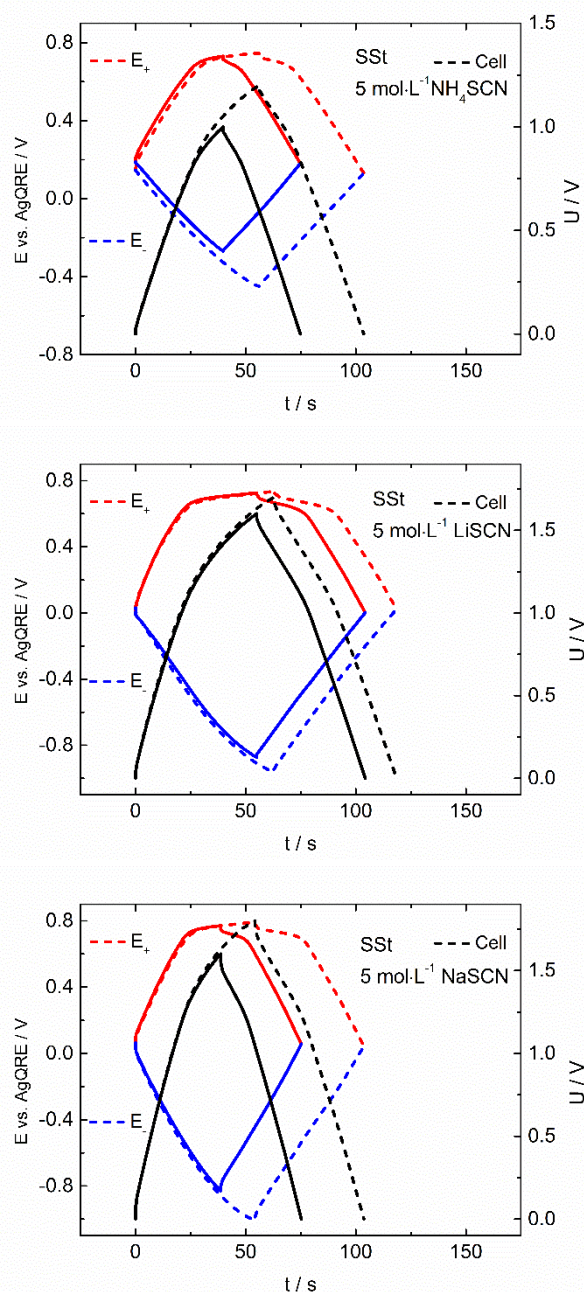 1.5
0.8
E₊
SSt
Cell
5 mol·L⁻¹NH₄SCN
0.4
1.0
0.0
0.5
E₋
-0.4
0.0
-0.8
0 50 100 150
E vs. AgQRE / V
U / V
t / s
0.8
E₊
SSt
Cell
5 mol·L⁻¹ LiSCN
1.5
0.4
0.0
1.0
-0.4
E₋
0.5
-0.8
0.0
0 50 100 150
E vs. AgQRE / V
U / V
t / s
0.8
E₊
SSt
Cell
5 mol·L⁻¹ NaSCN
1.5
0.4
0.0
1.0
-0.4
E₋
0.5
-0.8
0.0
0 50 100 150
E vs. AgQRE / V
U / V
t / s